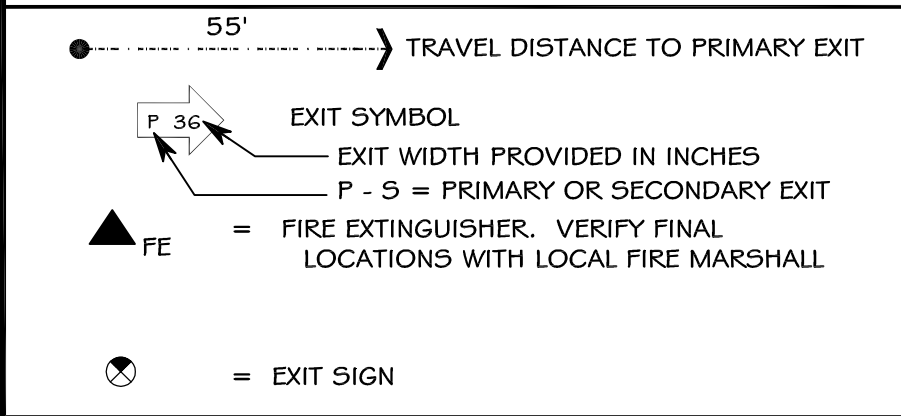 55'
TRAVEL DISTANCE TO PRIMARY EXIT
P 36
EXIT SYMBOL
EXIT WIDTH PROVIDED IN INCHES
P - S = PRIMARY OR SECONDARY EXIT
FE = FIRE EXTINGUISHER. VERIFY FINAL
LOCATIONS WITH LOCAL FIRE MARSHALL
= EXIT SIGN